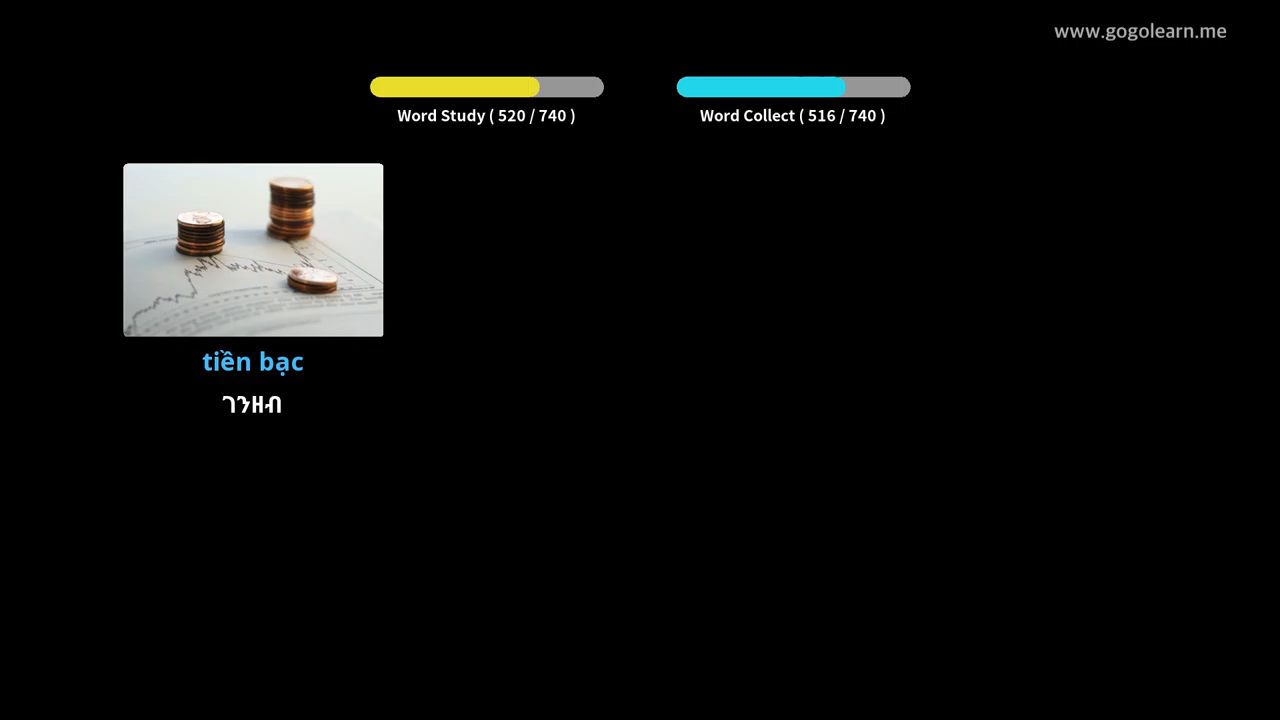 www.gogolearn.me
Word Study ( 520 / 740 )
Word Collect ( 516 / 740 )
tiền bạc
ገንዘብ